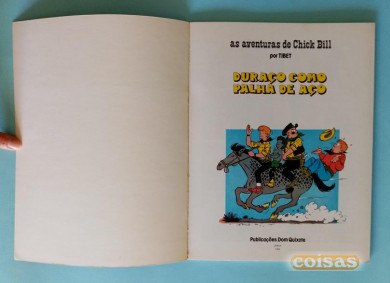 as aventuras de Chick Bill
por TIBET
DURAÇO COMO
PALHA DE AÇO
Publicações Dom Quixote
coisas